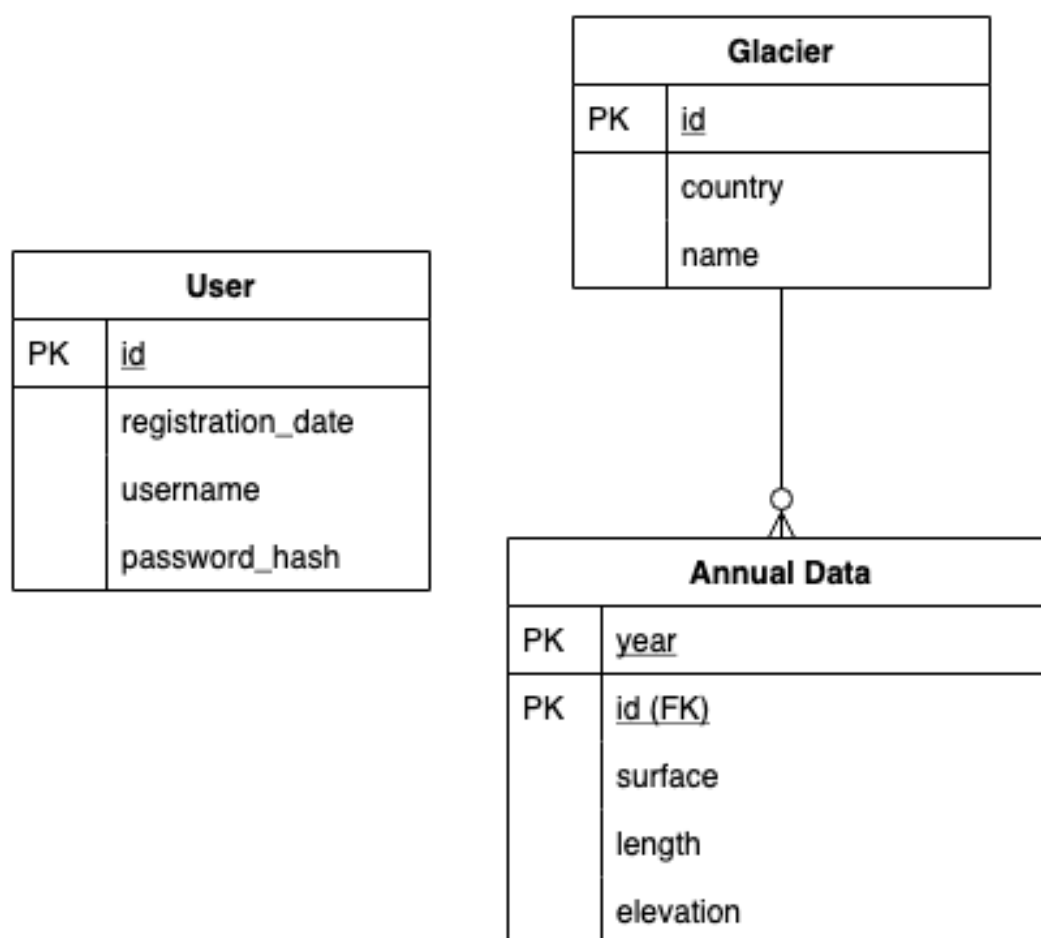 Glacier
PK id
country
name
User
PK id
registration_date
username
password_hash
Annual Data
PK year
PK id (FK)
surface
length
elevation